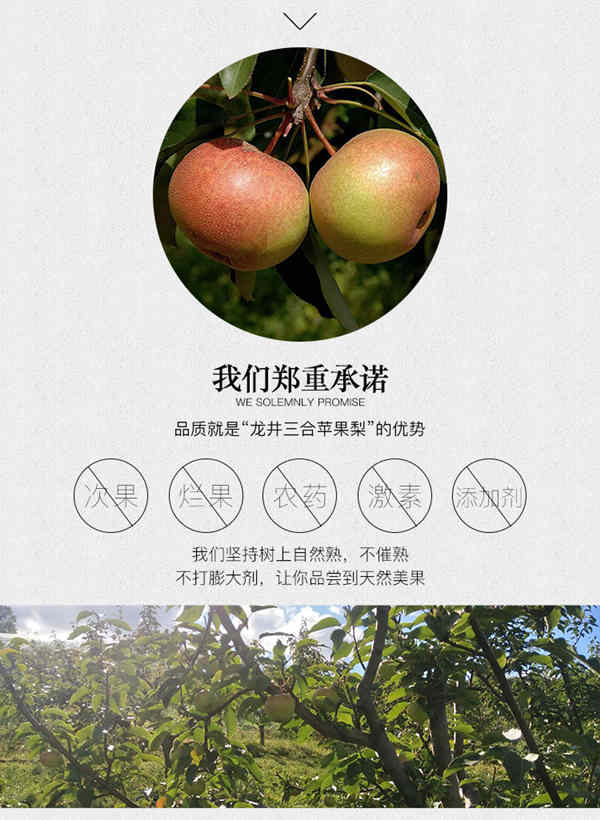 我们郑重承诺
WE SOLEMNLY PROMISE
品质就是“龙井三合苹果梨”的优势
次果 烂果 农药 激素 添加剂
我们坚持树上自然熟，不催熟
不打膨大剂，让你品尝到天然美果